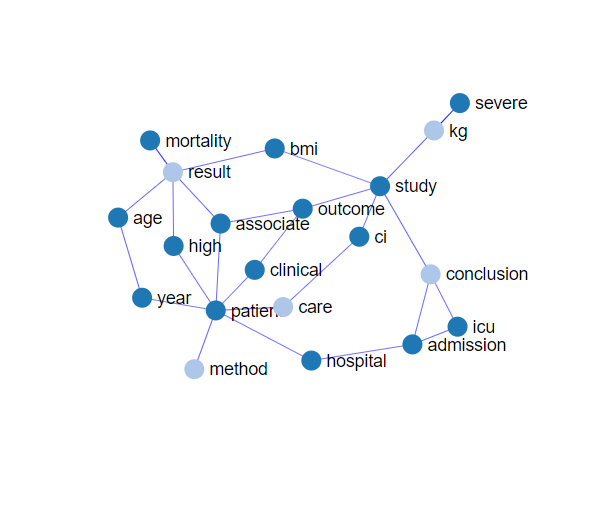 severe
kg
mortality
bmi
result
study
outcome
age
associate
ci
high
clinical
conclusion
year
patien
care
icu
admission
hospital
method